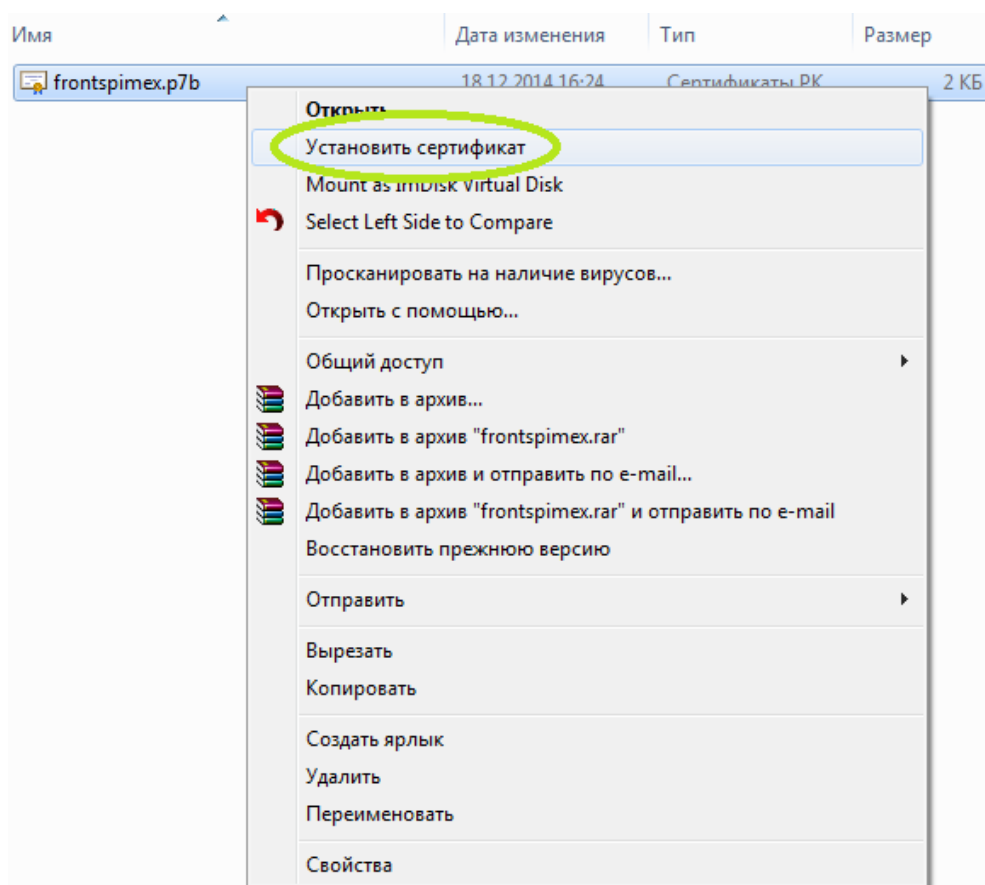 Имя Дата изменения Тип Размер
frontspimex.p7b 18.12.2014 16:24 Сертификаты PK 2 КБ
Открыть
Установить сертификат
Mount as ImDisk Virtual Disk
Select Left Side to Compare
Просканировать на наличие вирусов...
Открыть с помощью...
Общий доступ
Добавить в архив...
Добавить в архив "frontspimex.rar"
Добавить в архив и отправить по e-mail...
Добавить в архив "frontspimex.rar" и отправить по e-mail
Восстановить прежнюю версию
Отправить
Вырезать
Копировать
Создать ярлык
Удалить
Переименовать
Свойства